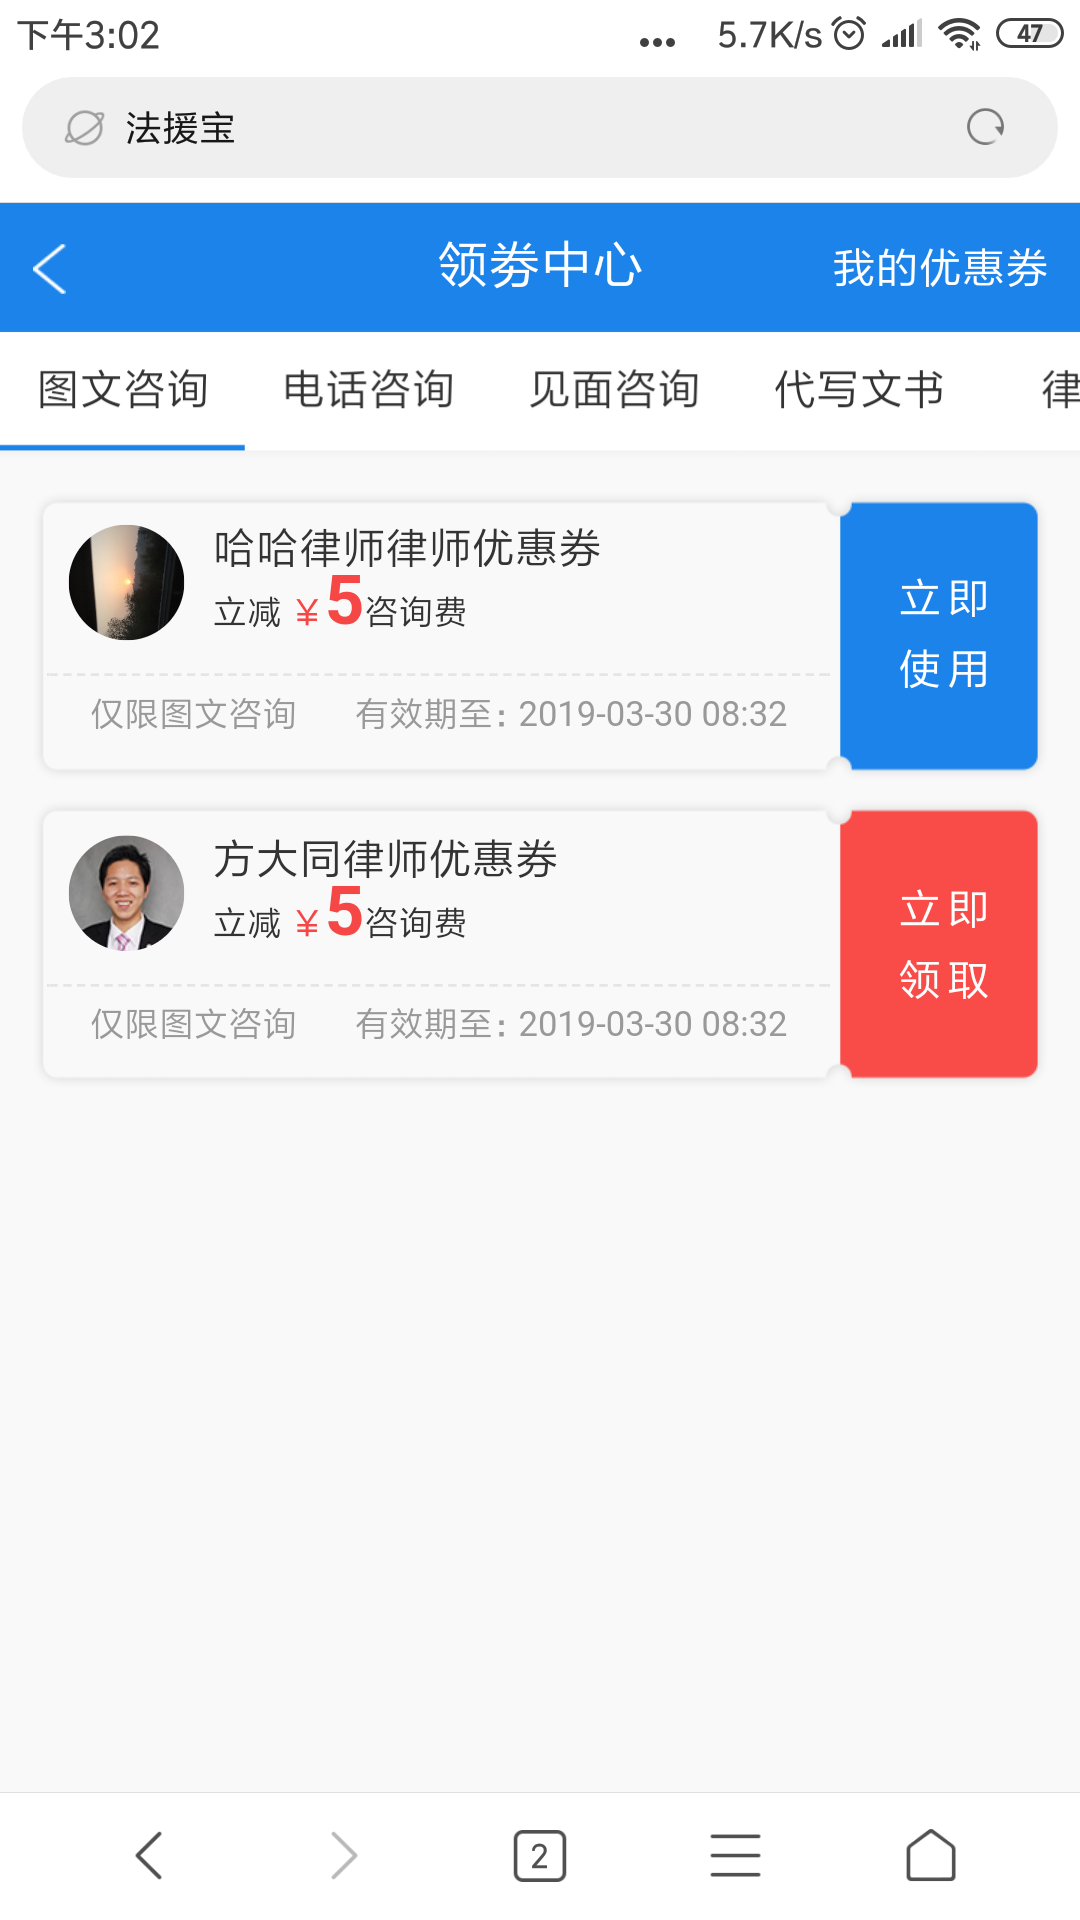 下午3:02
... 5.7K/s 47
法援宝
领券中心
我的优惠券
图文咨询 电话咨询 见面咨询 代写文书 律
哈哈律师律师优惠券
立减 ¥5咨询费
仅限图文咨询 有效期至: 2019-03-30 08:32
立即
使用
方大同律师优惠券
立减 ¥5咨询费
仅限图文咨询 有效期至: 2019-03-30 08:32
立即
领取
2